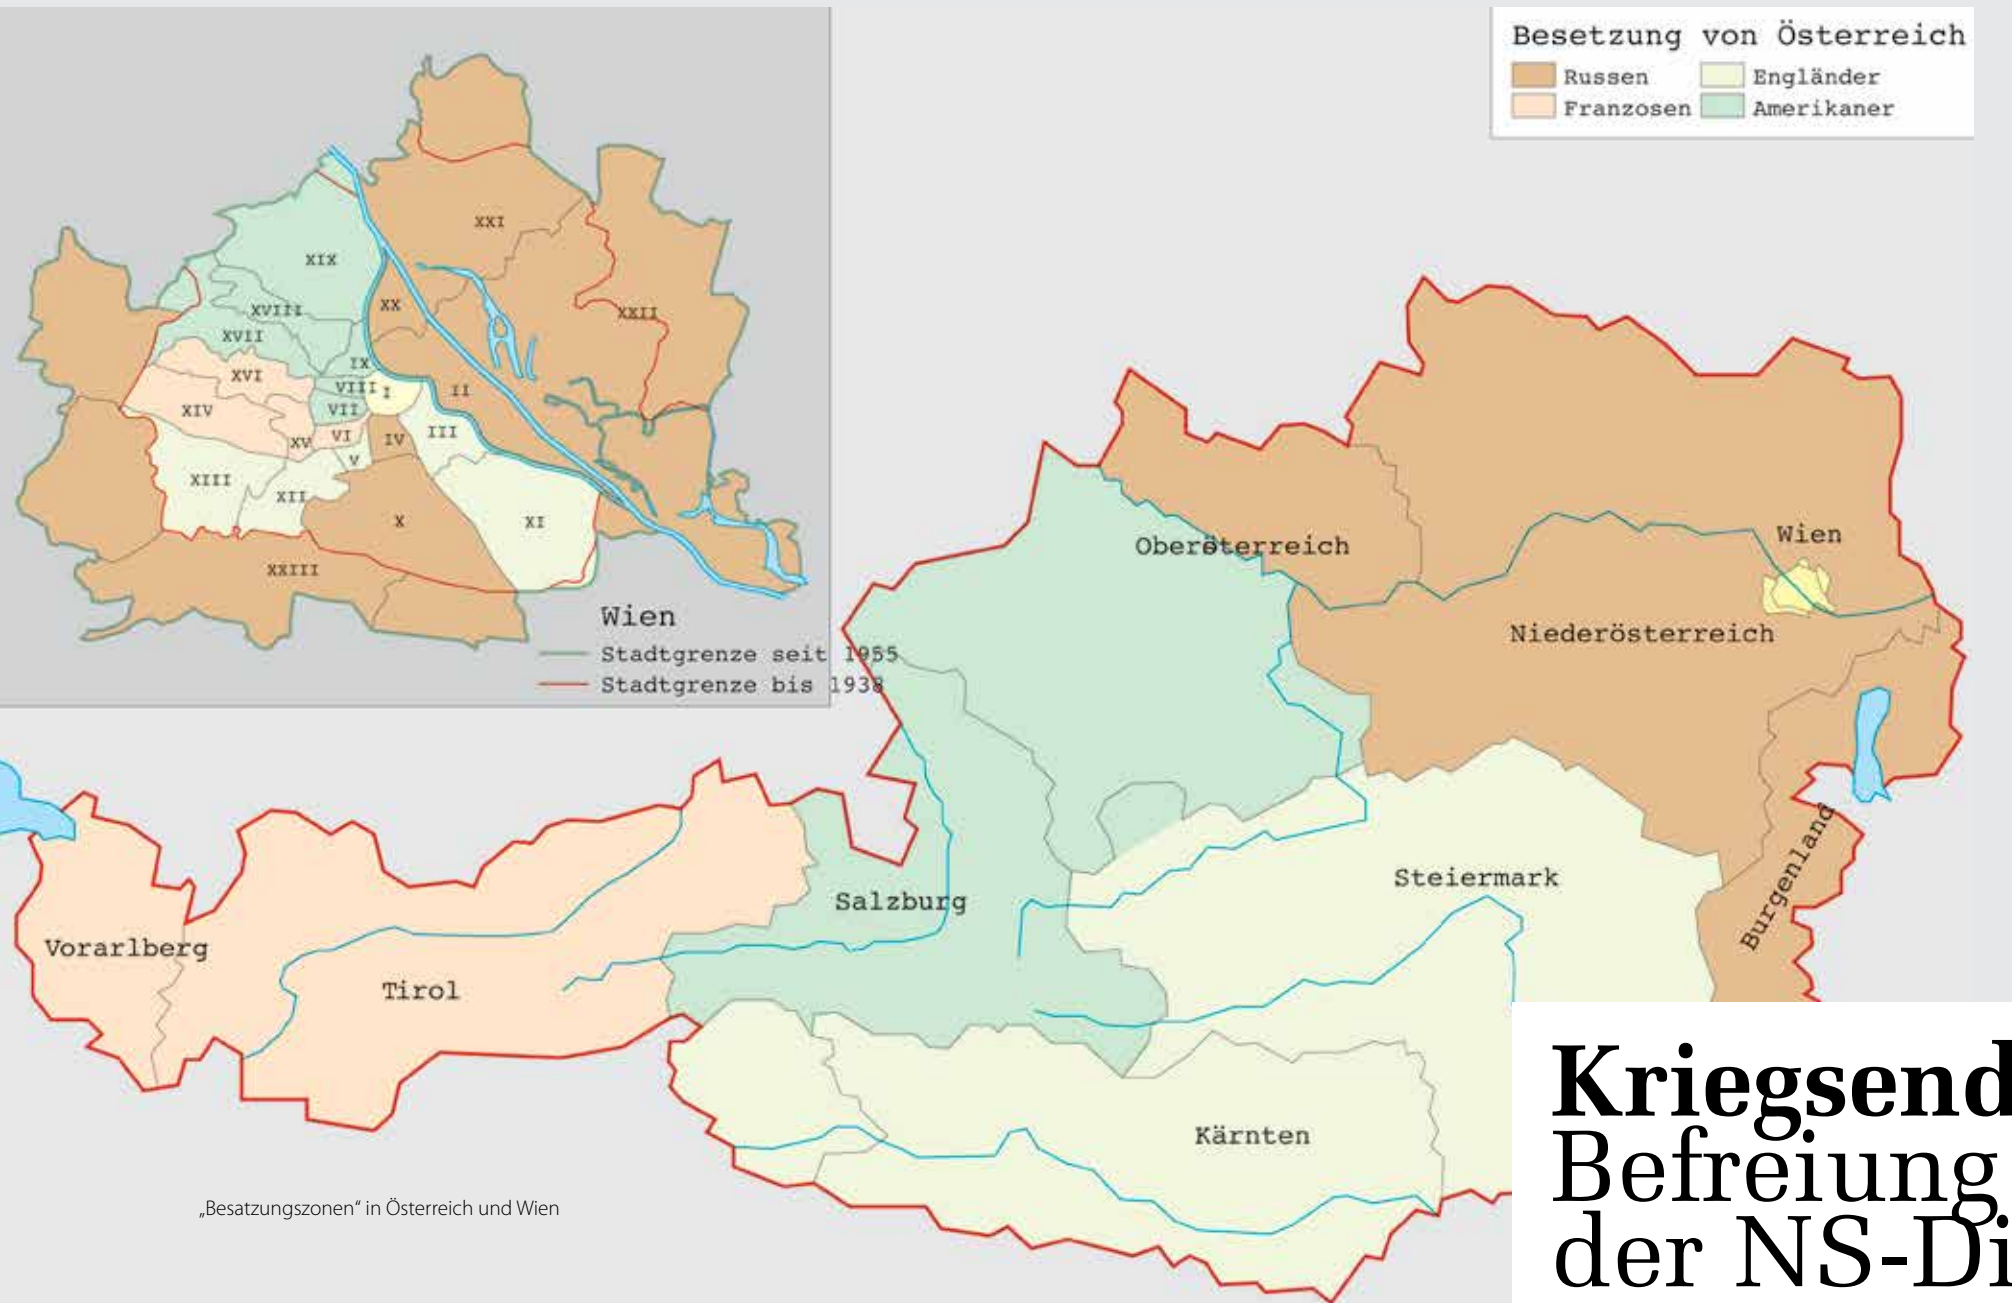 Besetzung von Österreich
Russen
Engländer
Franzosen
Amerikaner
XXI
XIX
XX
XVIII
XXII
XVII
IX
XVI
VIII
I
II
VII
XIV
XV
VI
IV
III
V
XIII
XII
X
XI
XXIII
Wien
Stadtgrenze seit 1955
Stadtgrenze bis 1938
Oberöterreich
Wien
Niederösterreich
Burgenland
Steiermark
Salzburg
Vorarlberg
Tirol
Kärnten
„Besatzungszonen“ in Österreich und Wien
Kriegsend
Befreiung
der NS-Di